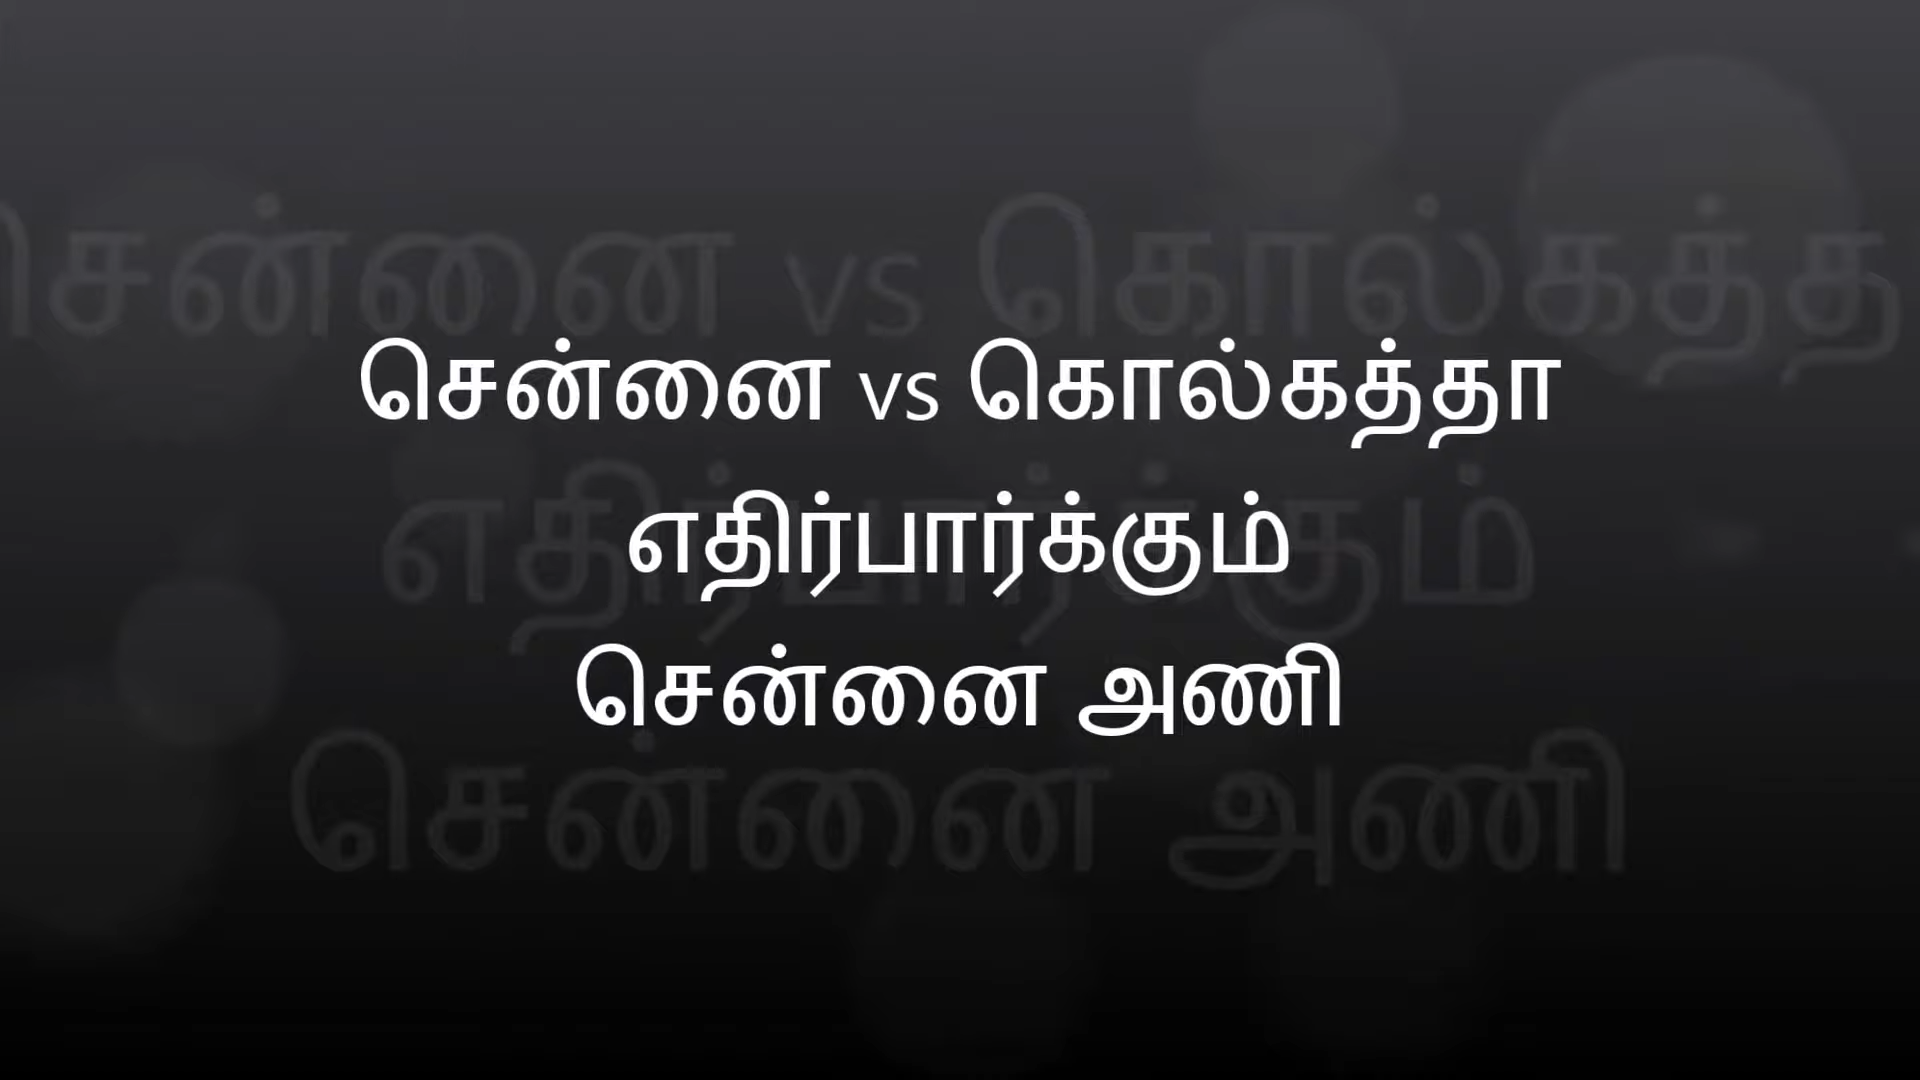 சென்னை vs கொல்கத்தா
எதிர்பார்க்கும்
சென்னை அணி